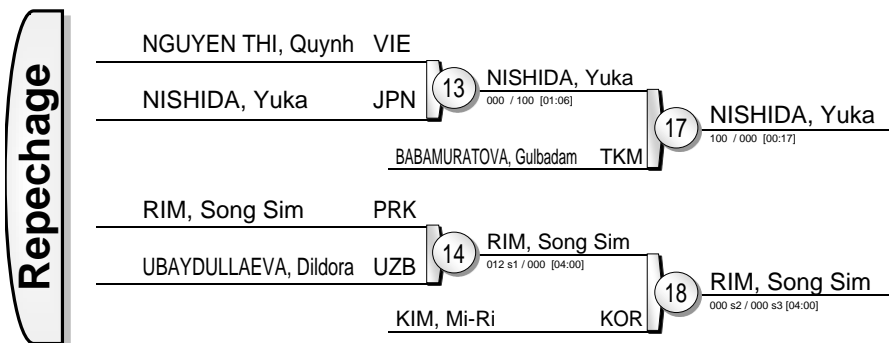 Repechage
NGUYEN THI, Quynh VIE
NISHIDA, Yuka JPN
13
NISHIDA, Yuka
000 / 100 [01:06]
BABAMURATOVA, Gulbadam TKM
17
NISHIDA, Yuka
100 / 000 [00:17]
RIM, Song Sim PRK
UBAYDULLAEVA, Dildora UZB
14
RIM, Song Sim
012 s1 / 000 [04:00]
KIM, Mi-Ri KOR
18
RIM, Song Sim
000 s2 / 000 s3 [04:00]